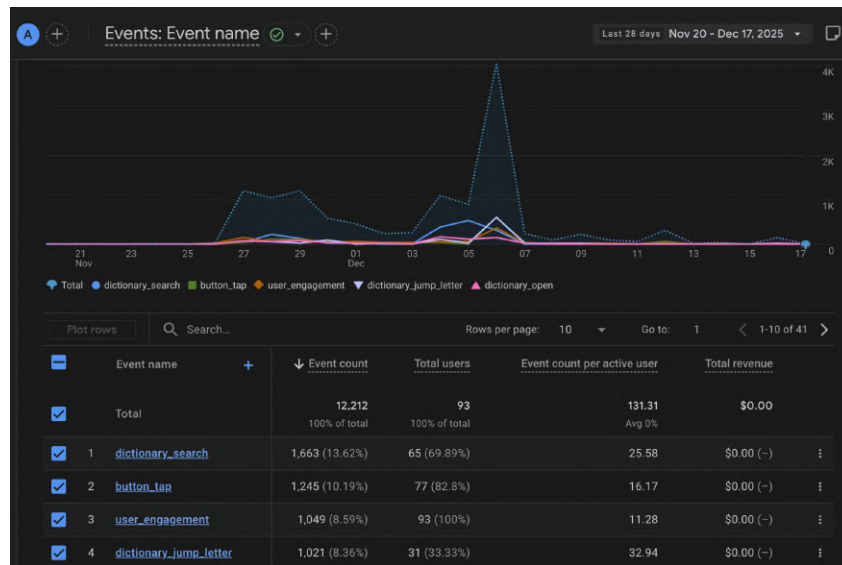 A
Events: Event name
Last 28 days Nov 20 - Dec 17, 2025
4K
3K
2K
1K
0
21 Nov 23 25 27 29 01 Dec 03 05 07 09 11 13 15 17
Total dictionary_search button_tap user_engagement dictionary_jump_letter dictionary_open
Plot rows Search... Rows per page: 10 Go to: 1 1-10 of 41
Event name + Event count Total users Event count per active user Total revenue
Total 12,212 93 131.31 $0.00
100% of total 100% of total Avg 0%
1 dictionary_search 1,663 (13.62%) 65 (69.89%) 25.58 $0.00 (–)
2 button_tap 1,245 (10.19%) 77 (82.8%) 16.17 $0.00 (–)
3 user_engagement 1,049 (8.59%) 93 (100%) 11.28 $0.00 (–)
4 dictionary_jump_letter 1,021 (8.36%) 31 (33.33%) 32.94 $0.00 (–)